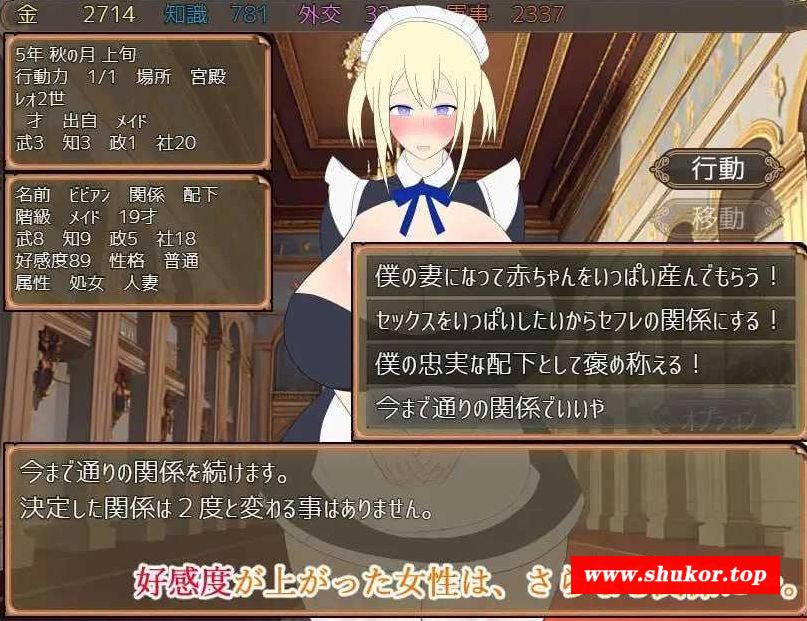 金 2714 知識 781 外交 軍事 2337
5年 秋の月 上旬
行動力 1/1 場所 宮殿
レオ2世
才 出自 メイド
武3 知3 政1 社20
名前 ビビアン 関係 配下
階級 メイド 19才
武8 知9 政5 社18
好感度89 性格 普通
属性 処女 人妻
行動
移動
僕の妻になって赤ちゃんをいっぱい産んでもらう！
セックスをいっぱいしたいからセフレの関係にする！
僕の忠実な配下として褒め称える！
今まで通りの関係でいいや
オプション
今まで通りの関係を続けます。
決定した関係は２度と変わる事はありません。
好感度が上がった女性は、さら
www.shukor.top